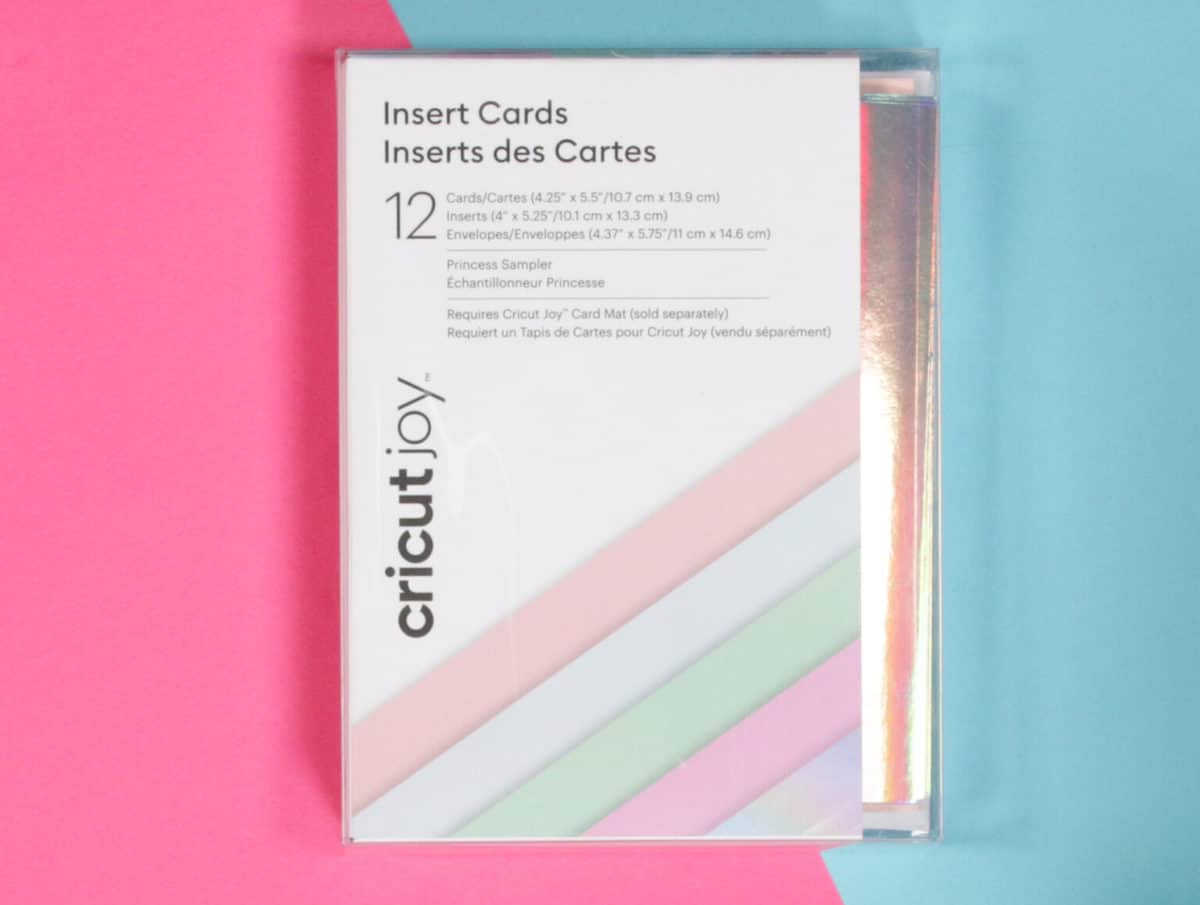 Insert Cards
Inserts des Cartes
12
Cards/Cartes (4.25" x 5.5"/10.7 cm x 13.9 cm)
Inserts (4" x 5.25"/10.1 cm x 13.3 cm)
Envelopes/Enveloppes (4.37" x 5.75"/11 cm x 14.6 cm)
Princess Sampler
Échantillonneur Princesse
Requires Cricut Joy™ Card Mat (sold separately)
Requiert un Tapis de Cartes pour Cricut Joy (vendu séparément)
cricut joy™